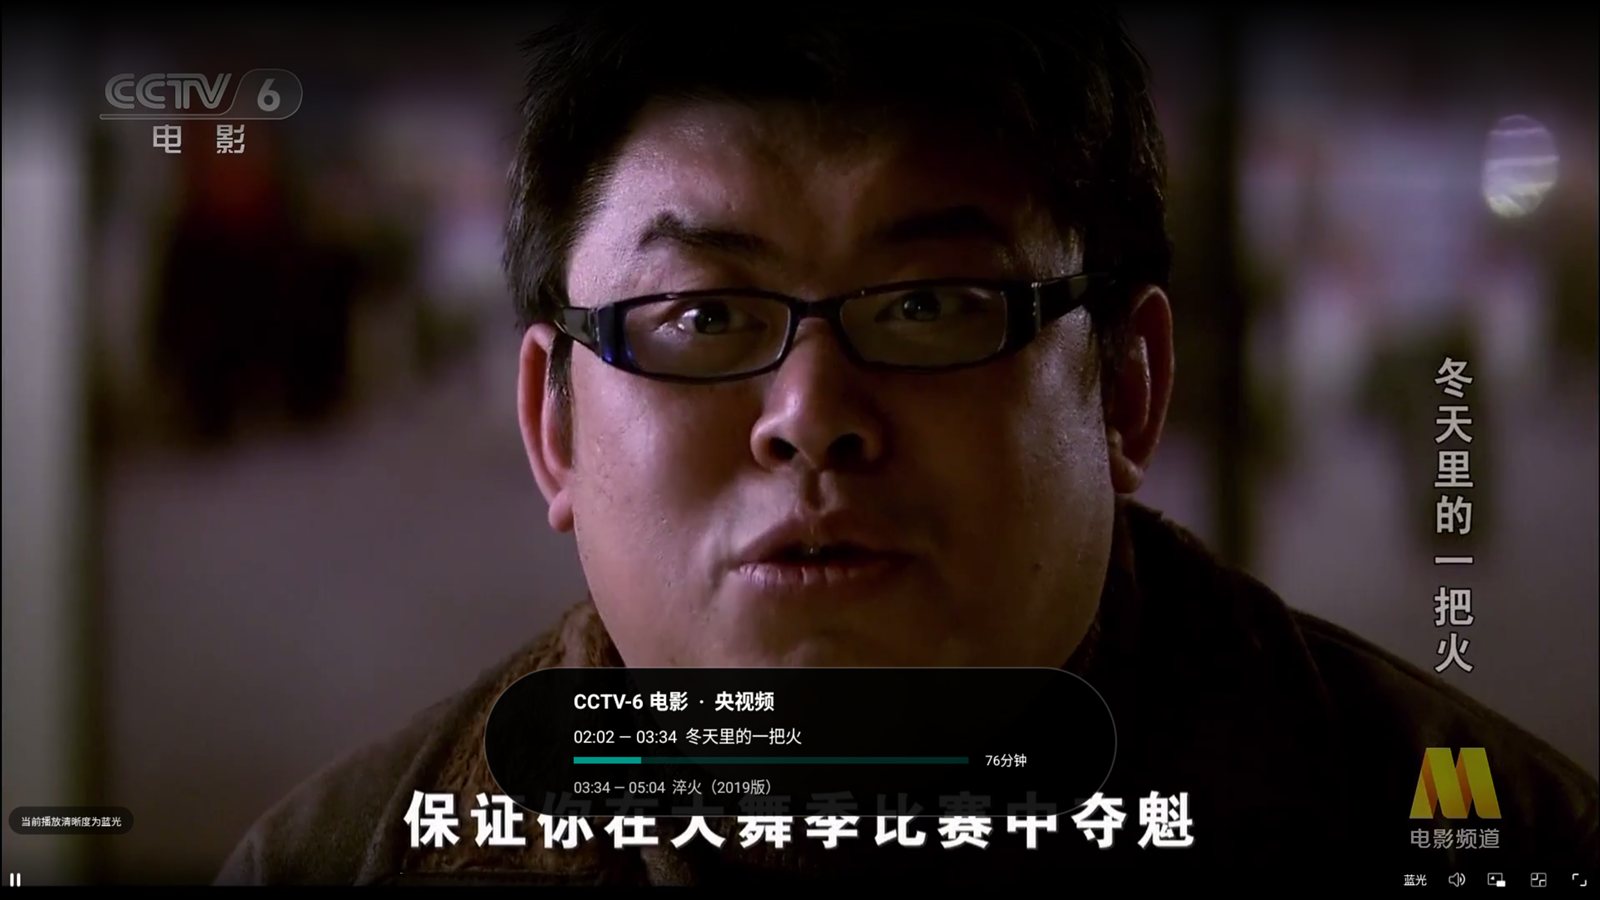 CCTV 6
电 影
冬天里的一把火
CCTV-6 电影 · 央视频
02:02 — 03:34 冬天里的一把火
76分钟
03:34 — 05:04 淬火（2019版）
保证你在大舞季比赛中夺魁
当前播放清晰度为蓝光
电影频道
蓝光